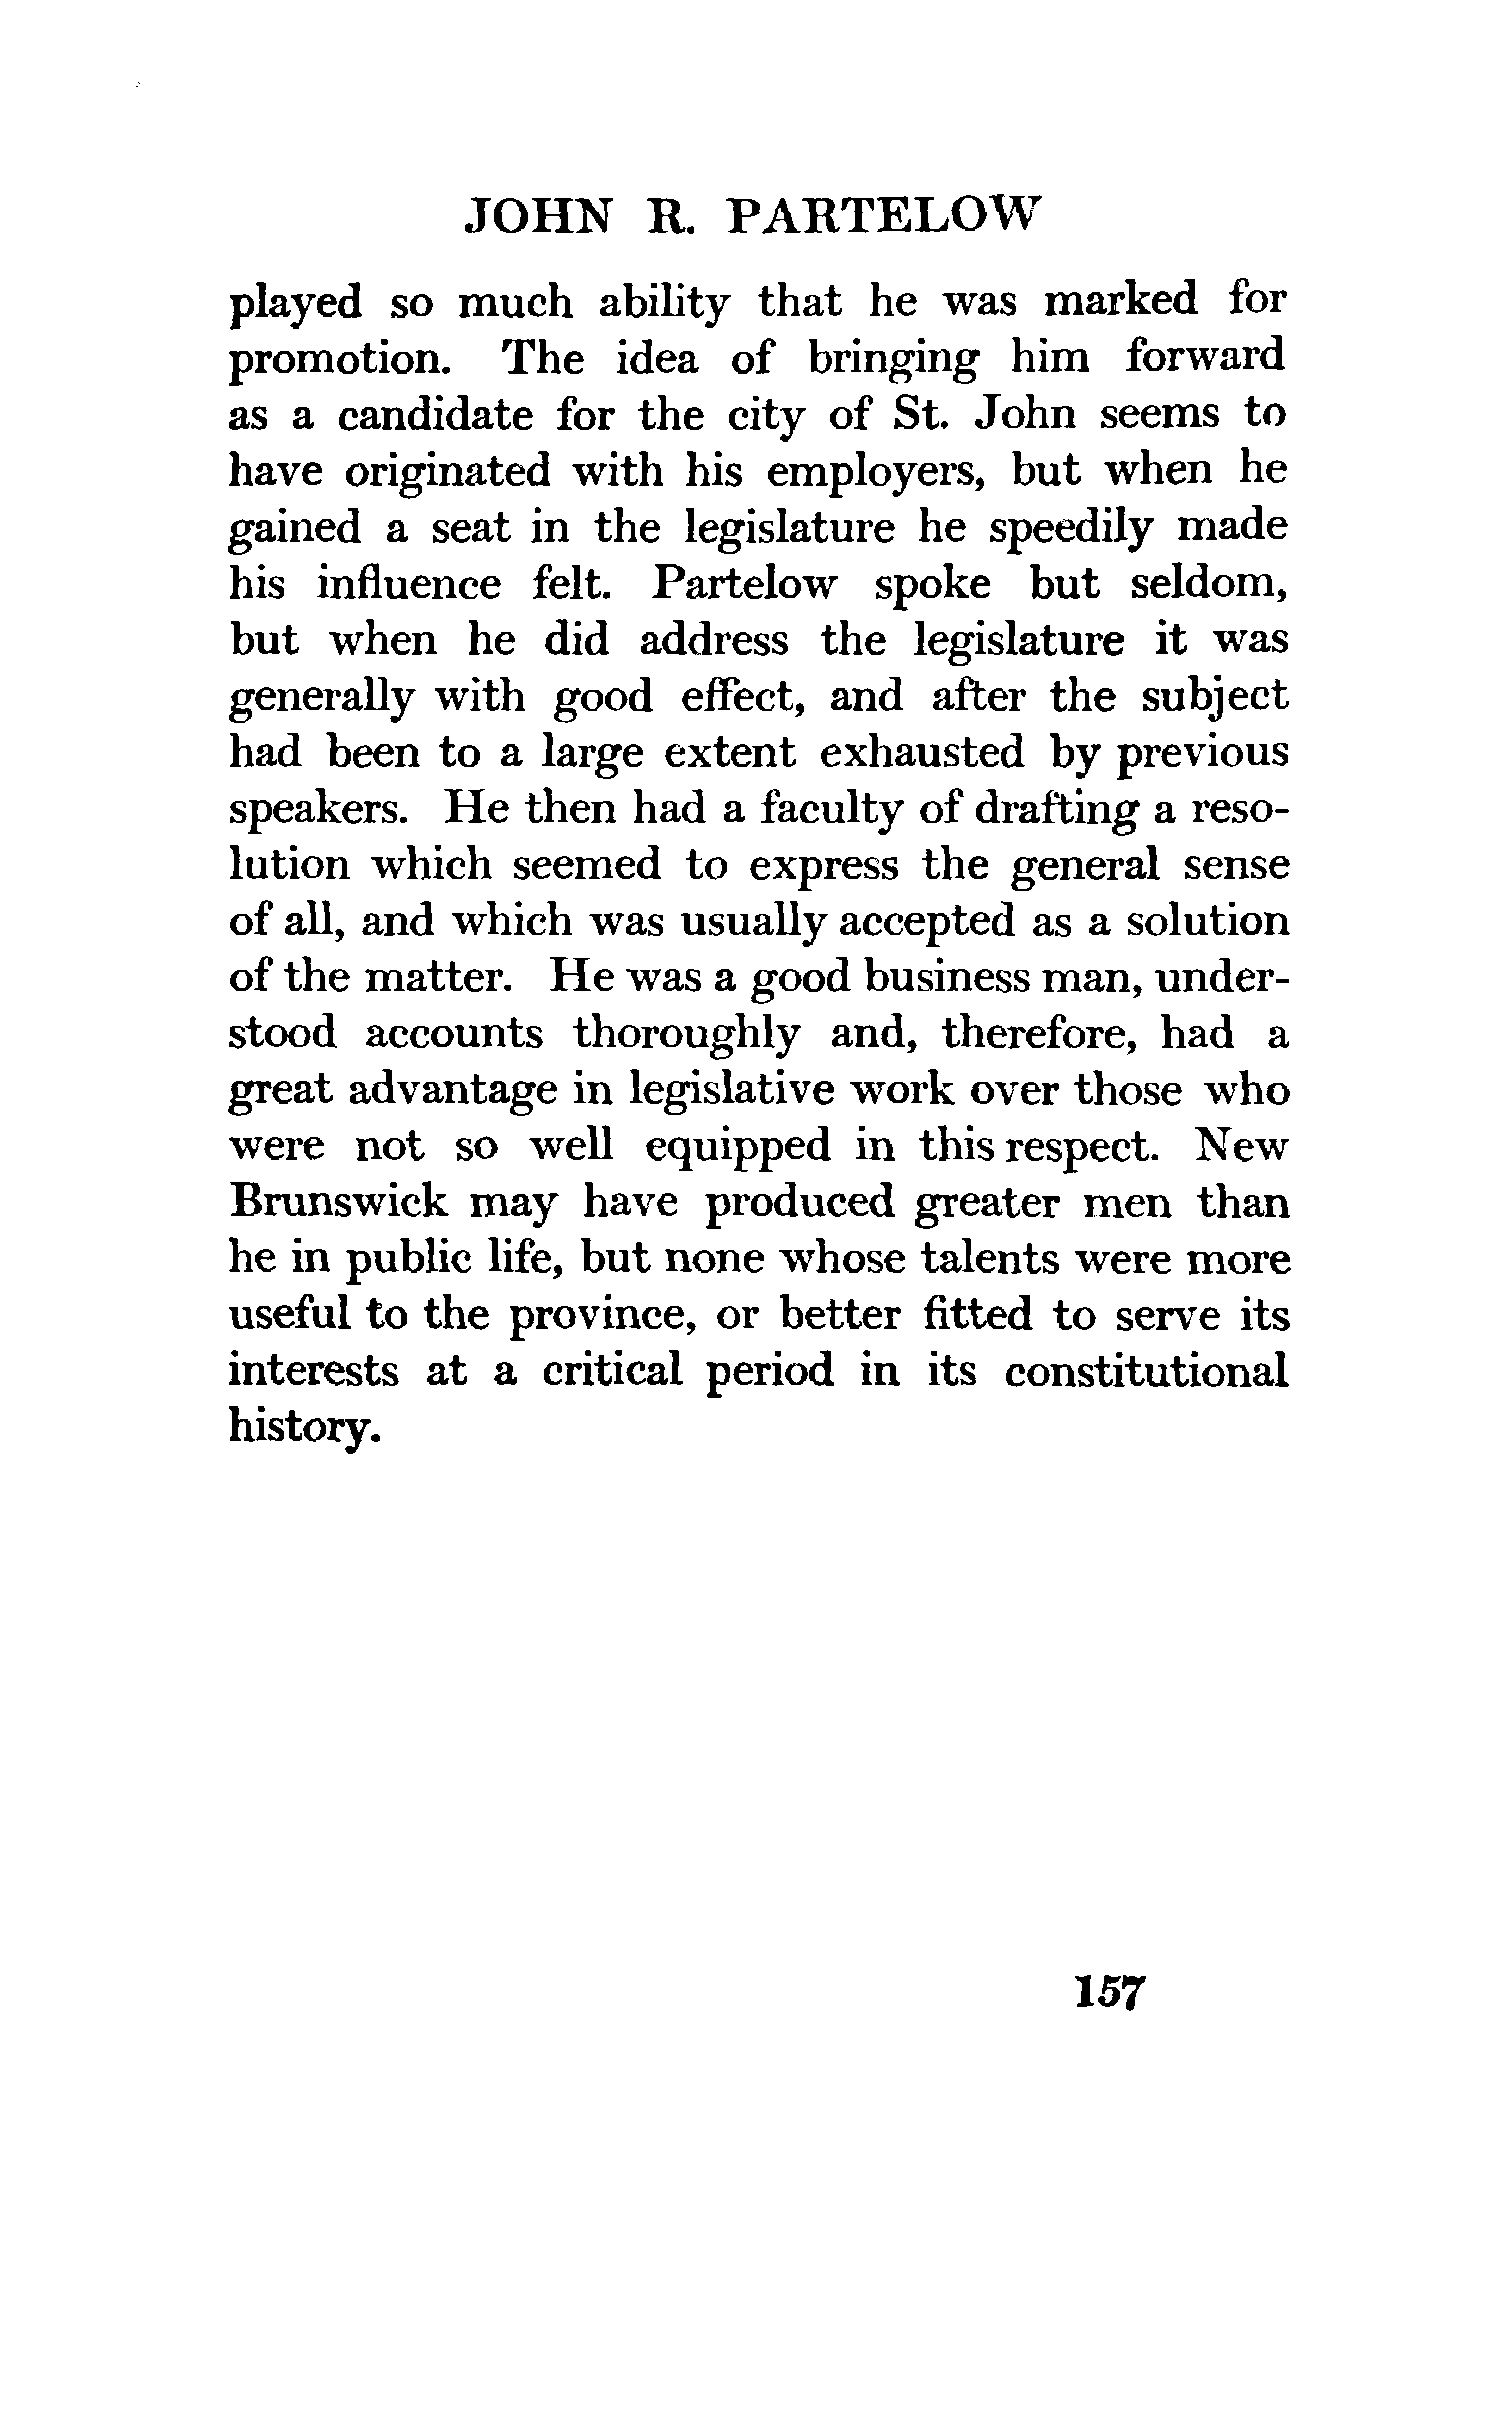 JOHN R. PARTELOW
played so much ability that he was marked for
promotion. The idea of bringing him forward
as a candidate for the city of St. John seems to
have originated with his employers, but when he
gained a seat in the legislature he speedily made
his influence felt. Partelow spoke but seldom,
but when he did address the legislature it was
generally with good effect, and after the subject
had been to a large extent exhausted by previous
speakers. He then had a faculty of drafting a reso-
lution which seemed to express the general sense
of all, and which was usually accepted as a solution
of the matter. He was a good business man, under-
stood accounts thoroughly and, therefore, had a
great advantage in legislative work over those who
were not so well equipped in this respect. New
Brunswick may have produced greater men than
he in public life, but none whose talents were more
useful to the province, or better fitted to serve its
interests at a critical period in its constitutional
history.
157